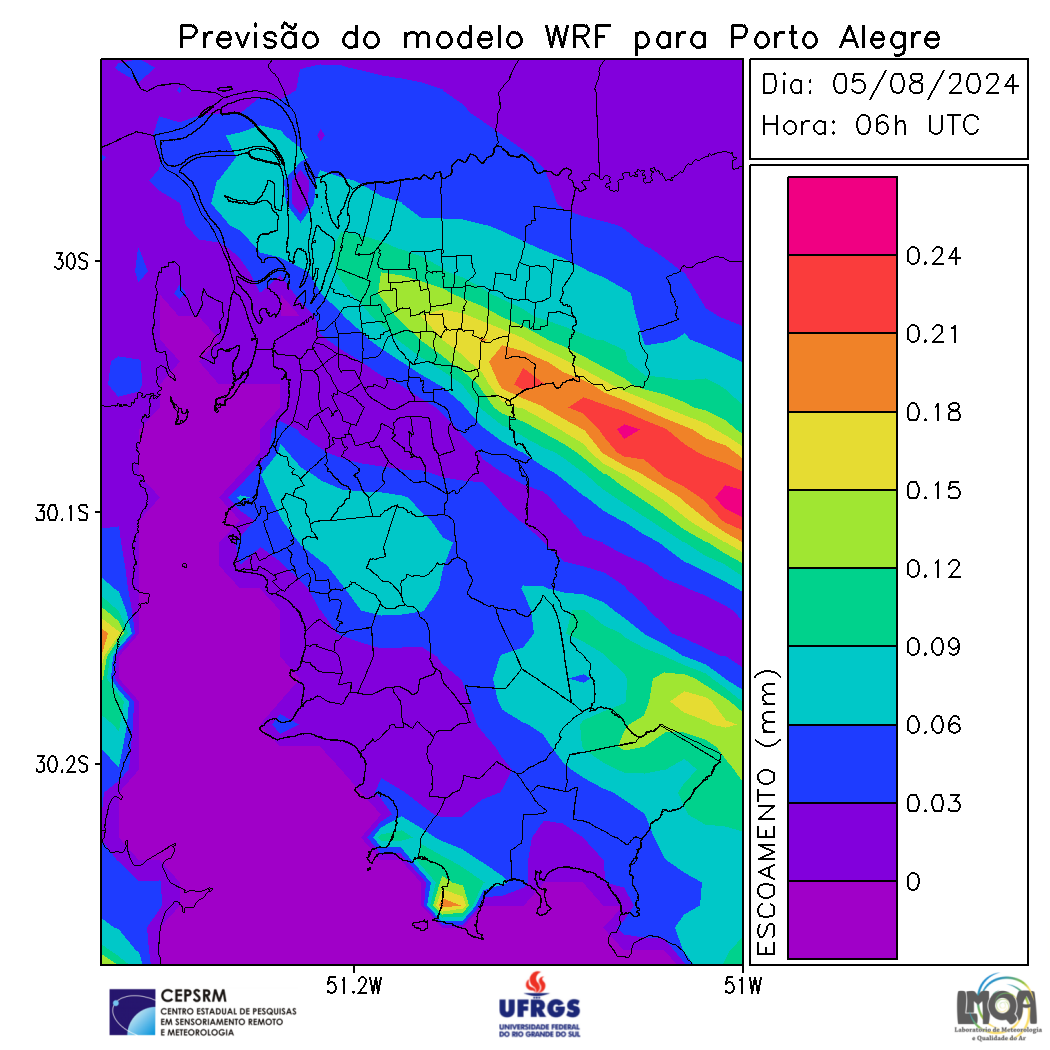 Previsão do modelo WRF para Porto Alegre
Dia: 05/08/2024
Hora: 06h UTC
0.24
0.21
0.18
0.15
0.12
0.09
0.06
0.03
0
ESCOAMENTO (mm)
30S
30.1S
30.2S
51.2W
51W
CEPSRM
CENTRO ESTADUAL DE PESQUISAS
EM SENSORIAMENTO REMOTO
E METEOROLOGIA
UFRGS
UNIVERSIDADE FEDERAL
DO RIO GRANDE DO SUL
LMQA
Laboratório de Meteorologia
e Qualidade do Ar